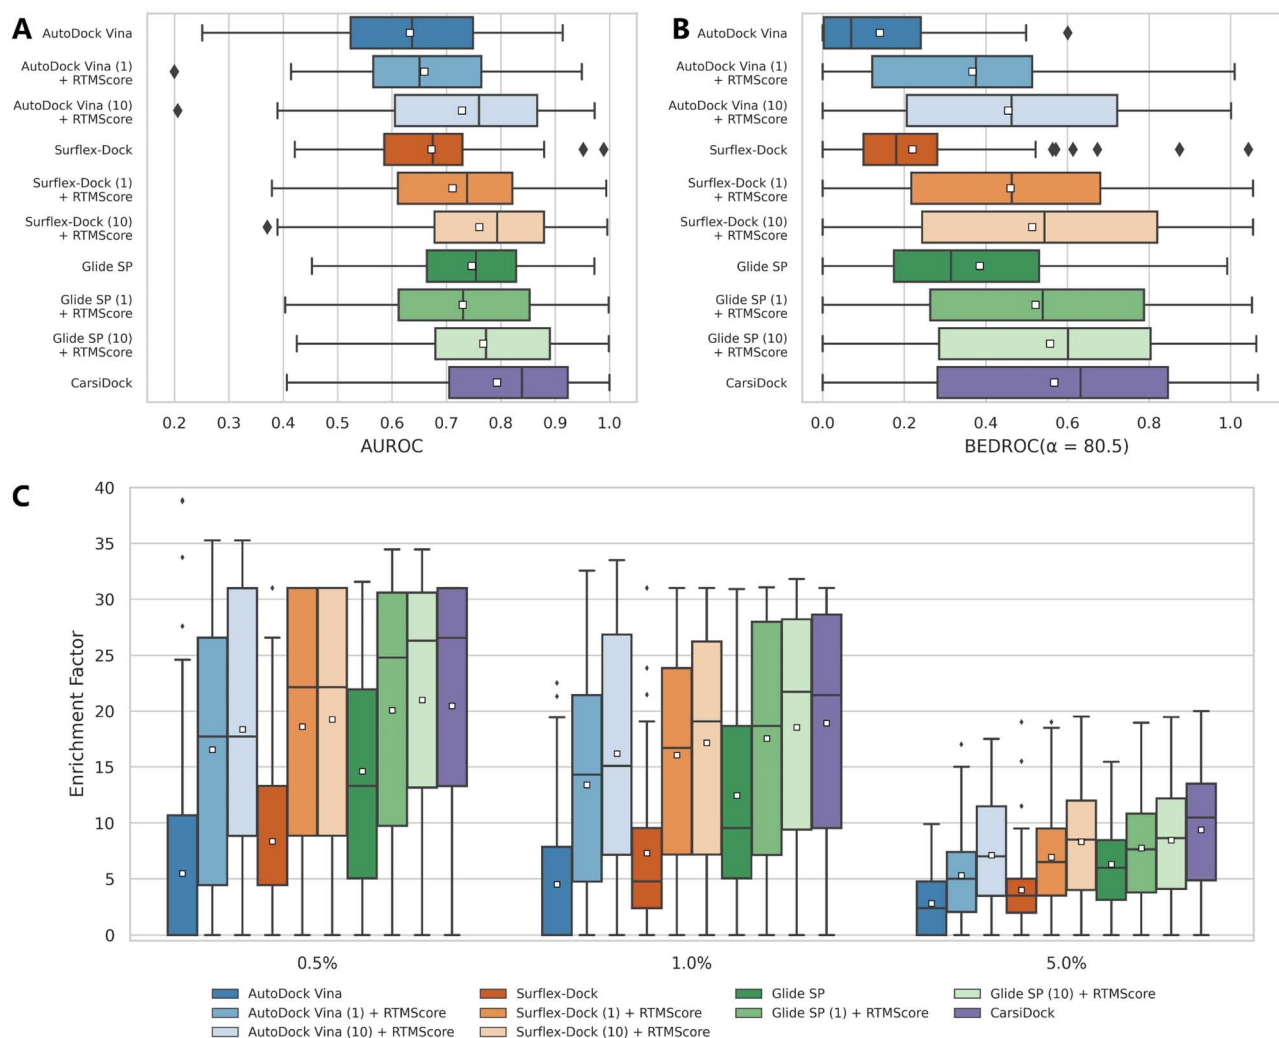 A
AutoDock Vina
AutoDock Vina (1)
+ RTMScore
AutoDock Vina (10)
+ RTMScore
Surflex-Dock
Surflex-Dock (1)
+ RTMScore
Surflex-Dock (10)
+ RTMScore
Glide SP
Glide SP (1)
+ RTMScore
Glide SP (10)
+ RTMScore
CarsiDock
0.2 0.3 0.4 0.5 0.6 0.7 0.8 0.9 1.0
AUROC
B
AutoDock Vina
AutoDock Vina (1)
+ RTMScore
AutoDock Vina (10)
+ RTMScore
Surflex-Dock
Surflex-Dock (1)
+ RTMScore
Surflex-Dock (10)
+ RTMScore
Glide SP
Glide SP (1)
+ RTMScore
Glide SP (10)
+ RTMScore
CarsiDock
0.0 0.2 0.4 0.6 0.8 1.0
BEDROC(α = 80.5)
C
Enrichment Factor
40
35
30
25
20
15
10
5
0
0.5% 1.0% 5.0%
AutoDock Vina
AutoDock Vina (1) + RTMScore
AutoDock Vina (10) + RTMScore
Surflex-Dock
Surflex-Dock (1) + RTMScore
Surflex-Dock (10) + RTMScore
Glide SP
Glide SP (1) + RTMScore
Glide SP (10) + RTMScore
CarsiDock